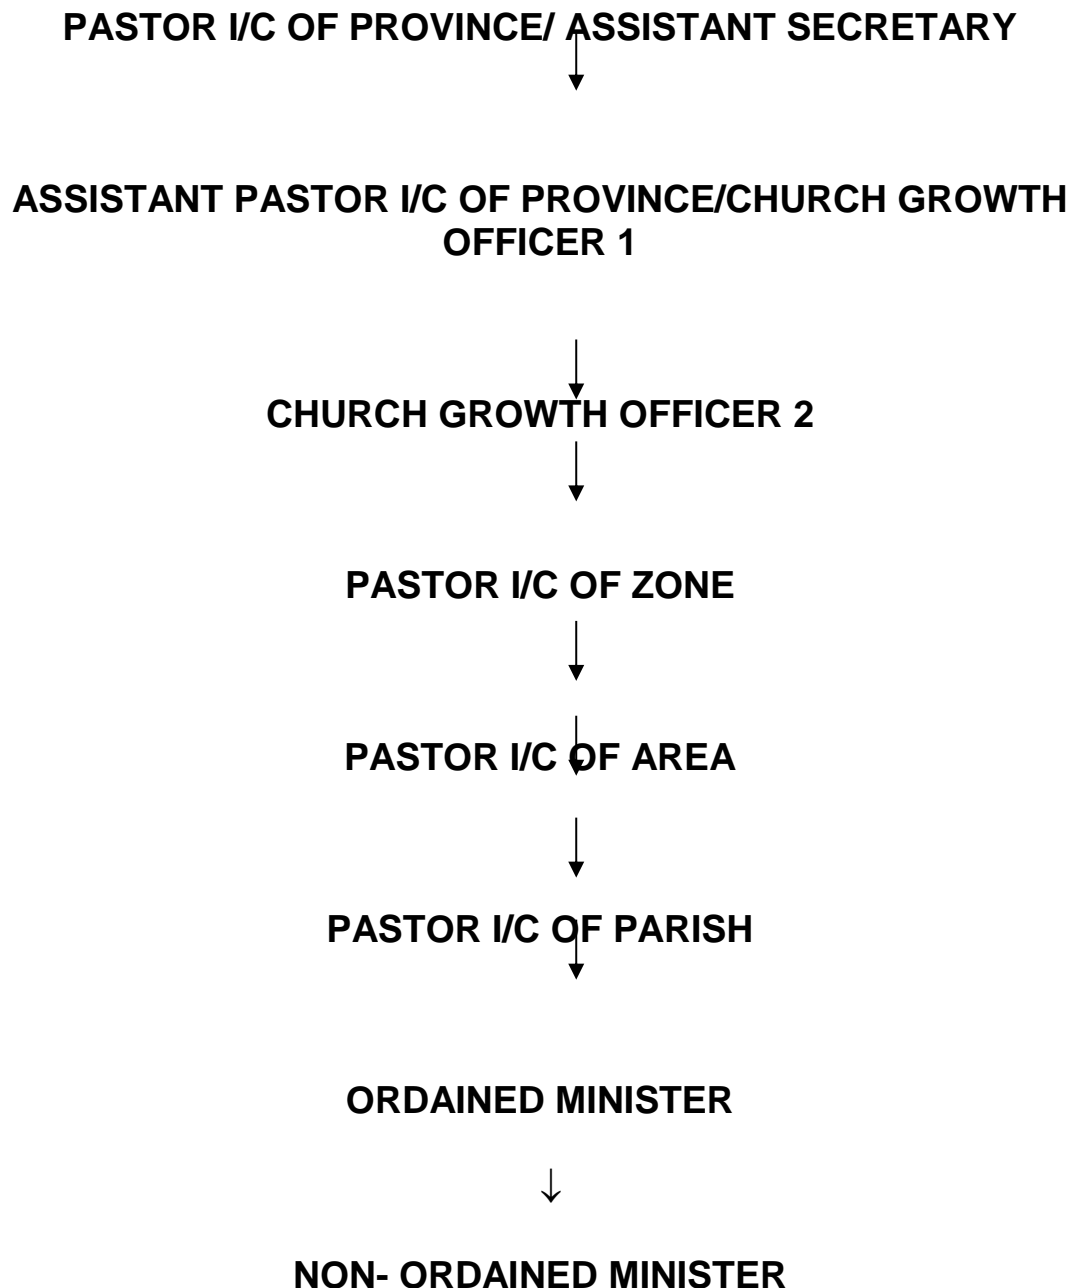 PASTOR I/C OF PROVINCE/ ASSISTANT SECRETARY
ASSISTANT PASTOR I/C OF PROVINCE/CHURCH GROWTH
OFFICER 1
CHURCH GROWTH OFFICER 2
PASTOR I/C OF ZONE
PASTOR I/C OF AREA
PASTOR I/C OF PARISH
ORDAINED MINISTER
↓
NON- ORDAINED MINISTER